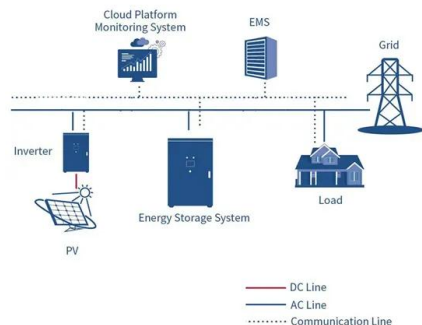 Cloud Platform
Monitoring System
EMS
Grid
Inverter
Energy Storage System
Load
PV
DC Line
AC Line
Communication Line